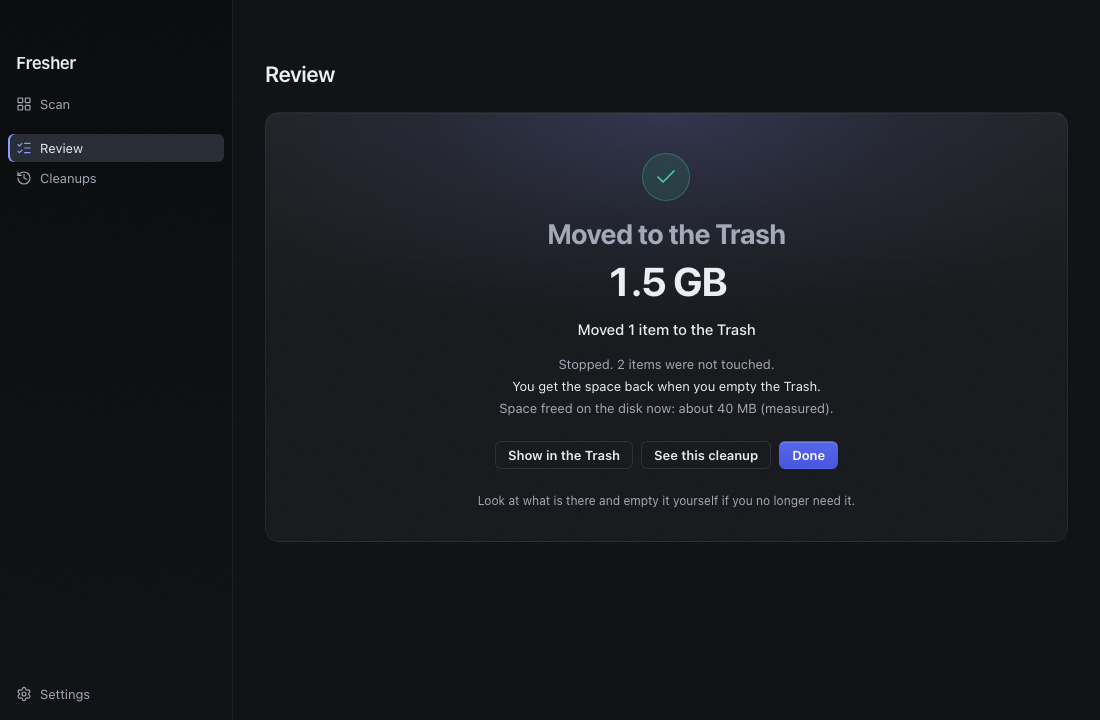 Fresher
Scan
Review
Cleanups
Settings
Review
Moved to the Trash
1.5 GB
Moved 1 item to the Trash
Stopped. 2 items were not touched.
You get the space back when you empty the Trash.
Space freed on the disk now: about 40 MB (measured).
Show in the Trash
See this cleanup
Done
Look at what is there and empty it yourself if you no longer need it.